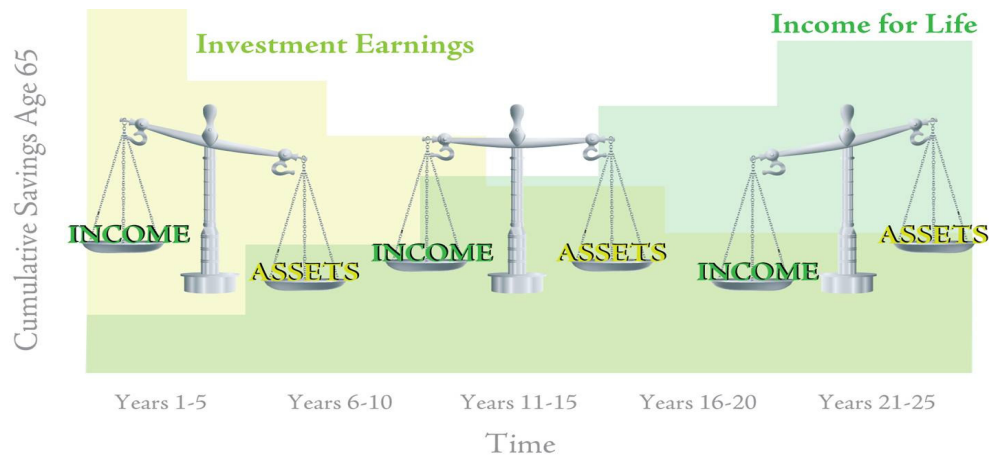 Income for Life
Investment Earnings
Cumulative Savings Age 65
INCOME
ASSETS
INCOME
ASSETS
INCOME
ASSETS
Years 1-5
Years 6-10
Years 11-15
Years 16-20
Years 21-25
Time